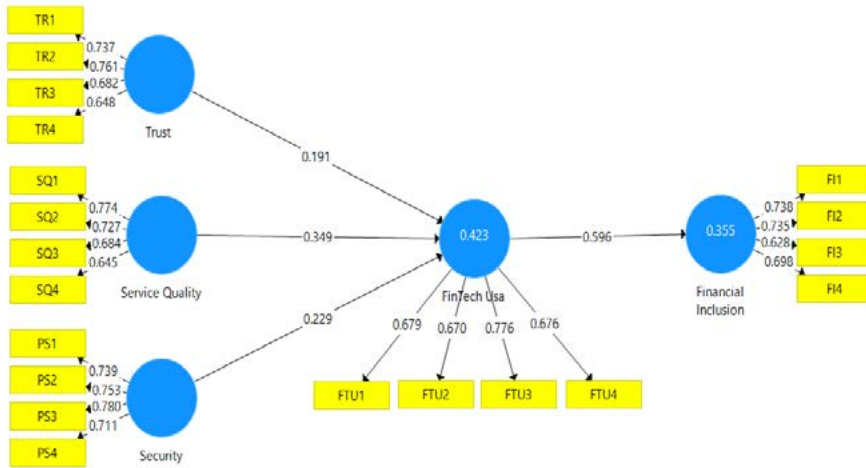 TR1
0.737
TR2
0.761
TR3
0.682
0.648
TR4
Trust
0.191
SQ1
0.774
SQ2
0.727
SQ3
0.684
0.645
SQ4
Service Quality
0.349
0.423
FinTech Usa
0.596
0.355
Financial
Inclusion
FI1
0.738
FI2
0.735
0.628
FI3
0.698
FI4
0.229
0.679
0.670
0.776
0.676
FTU1
FTU2
FTU3
FTU4
PS1
0.739
PS2
0.753
PS3
0.780
0.711
PS4
Security